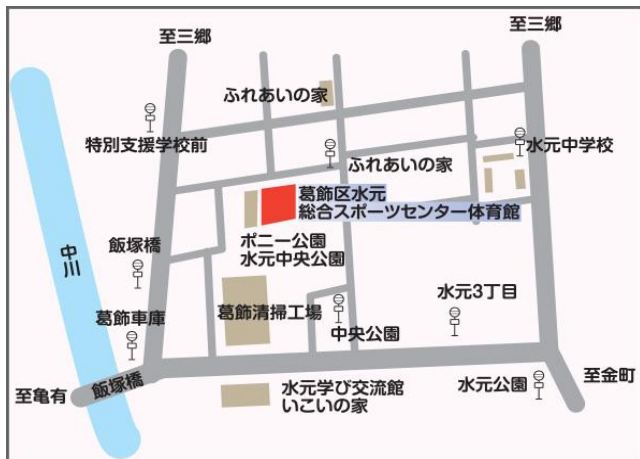 至三郷
至三郷
ふれあいの家
特別支援学校前
ふれあいの家
水元中学校
葛飾区水元
総合スポーツセンター体育館
ポニー公園
水元中央公園
中川
飯塚橋
葛飾車庫
葛飾清掃工場
中央公園
水元3丁目
至亀有
飯塚橋
水元学び交流館
いこいの家
水元公園
至金町